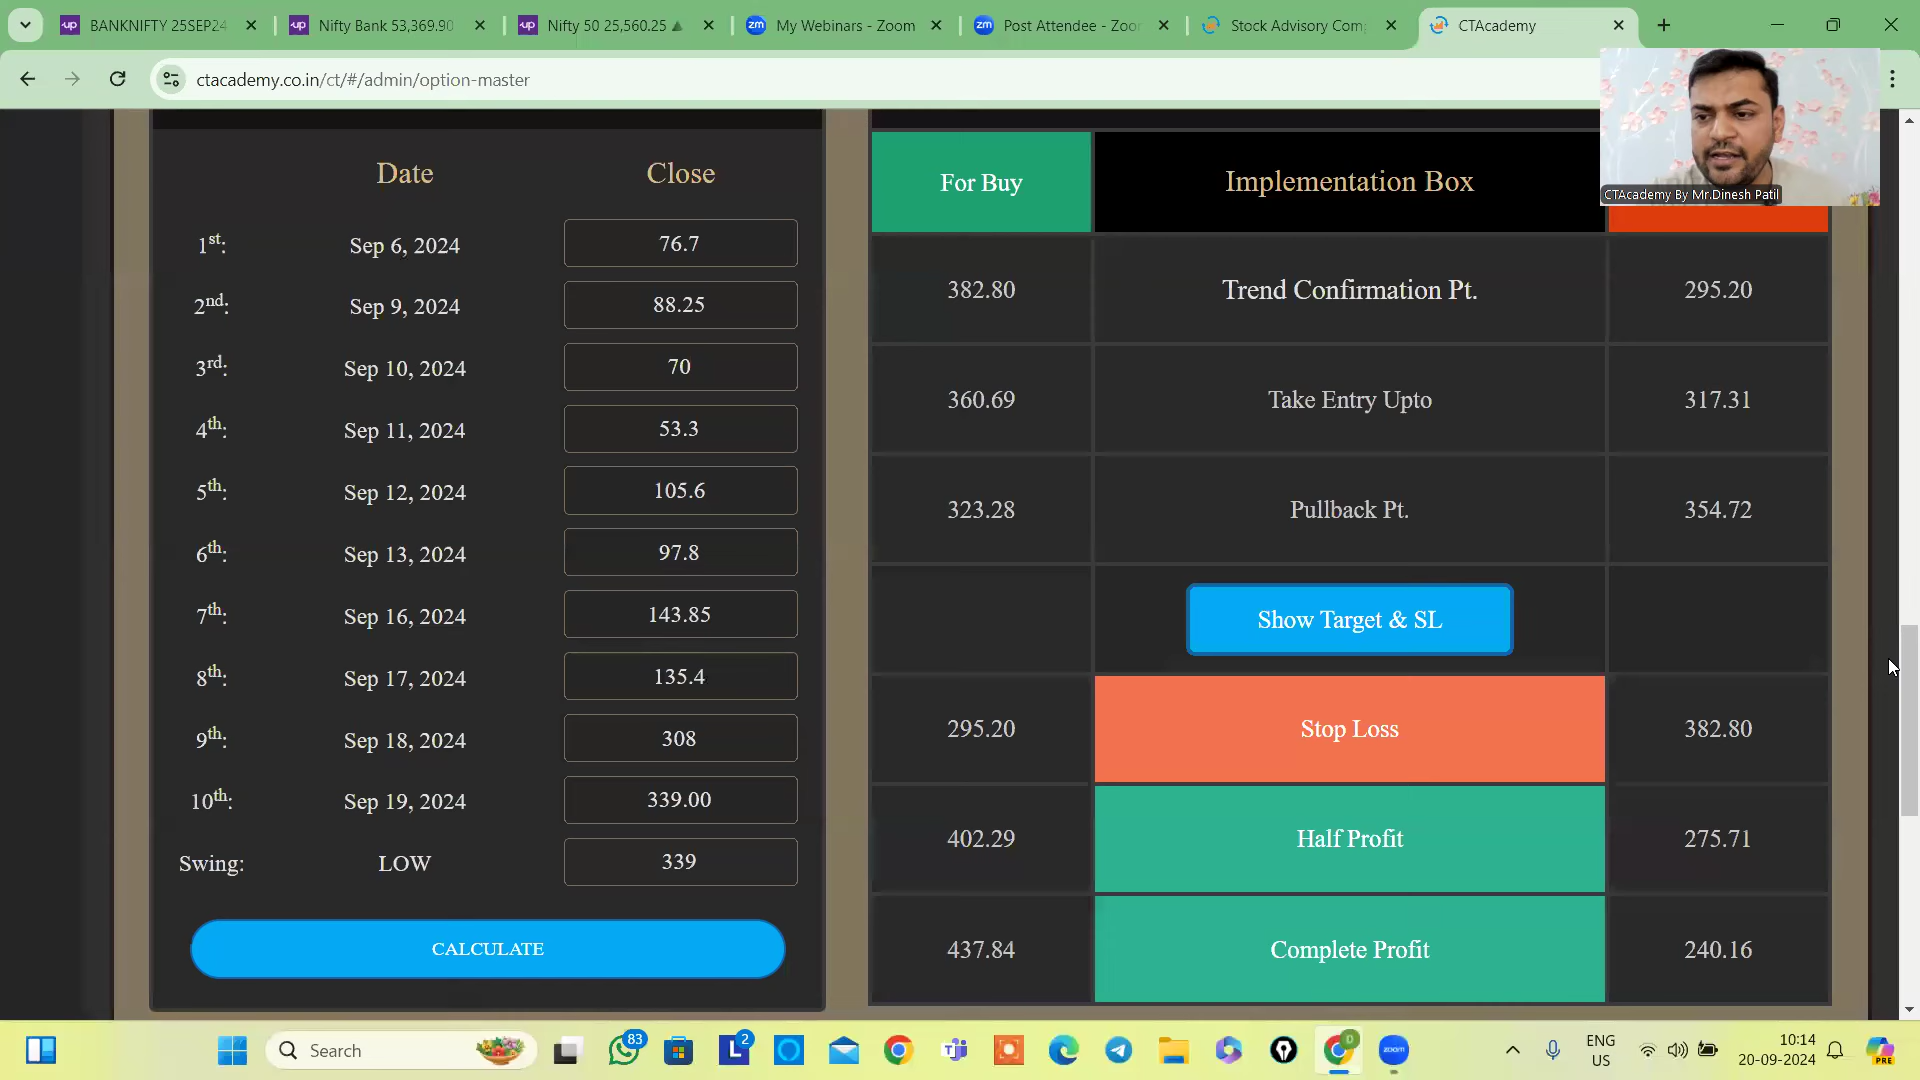 BANKNIFTY 25SEP24
Nifty Bank 53,369.90
Nifty 50 25,560.25
My Webinars - Zoom
Post Attendee - Zoo
Stock Advisory Com
CTAcademy
ctacademy.co.in/ct/#/admin/option-master
CTAcademy By Mr.Dinesh Patil
Date Close
1st: Sep 6, 2024 76.7
2nd: Sep 9, 2024 88.25
3rd: Sep 10, 2024 70
4th: Sep 11, 2024 53.3
5th: Sep 12, 2024 105.6
6th: Sep 13, 2024 97.8
7th: Sep 16, 2024 143.85
8th: Sep 17, 2024 135.4
9th: Sep 18, 2024 308
10th: Sep 19, 2024 339.00
Swing: LOW 339
CALCULATE
For Buy Implementation Box
382.80 Trend Confirmation Pt. 295.20
360.69 Take Entry Upto 317.31
323.28 Pullback Pt. 354.72
Show Target & SL
295.20 Stop Loss 382.80
402.29 Half Profit 275.71
437.84 Complete Profit 240.16
Search
83
2
zoom
ENG
US
10:14
20-09-2024
PRE